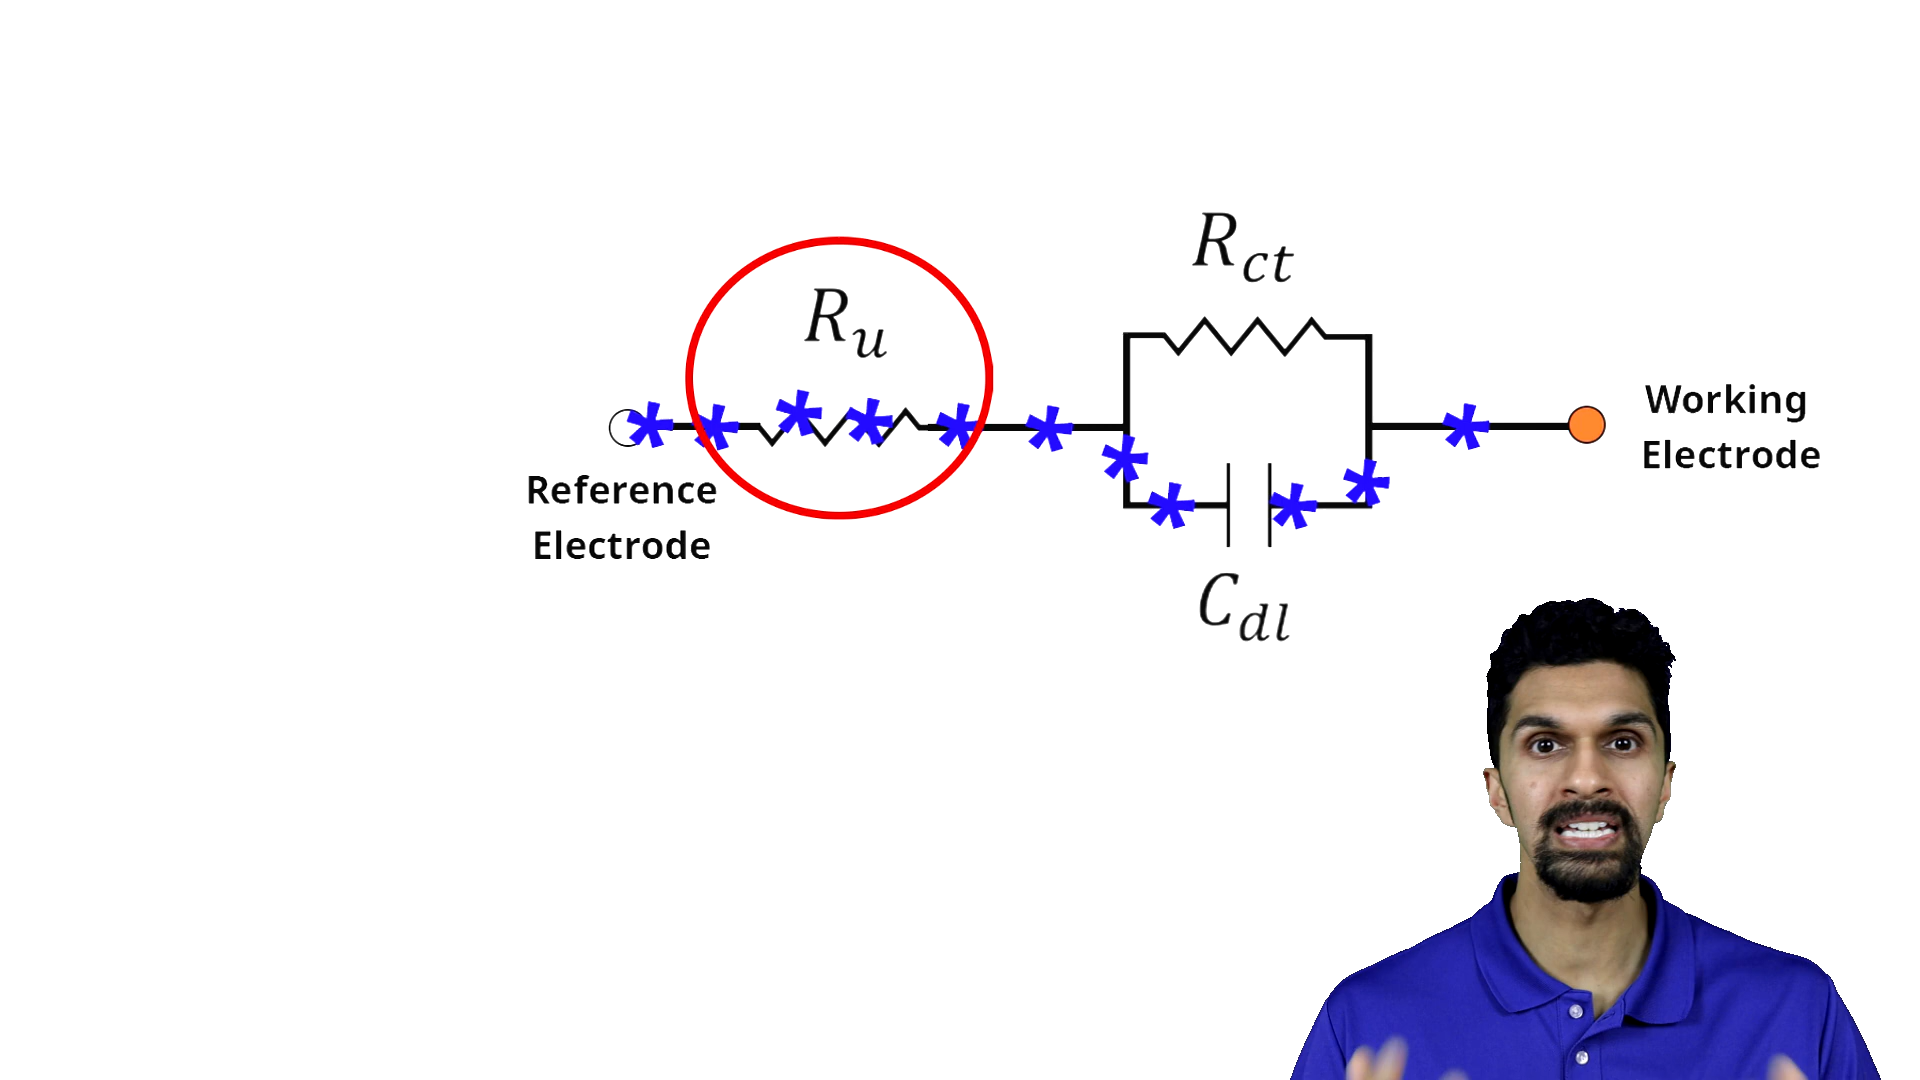 R_ct
R_u
Working
Electrode
Reference
Electrode
C_dl